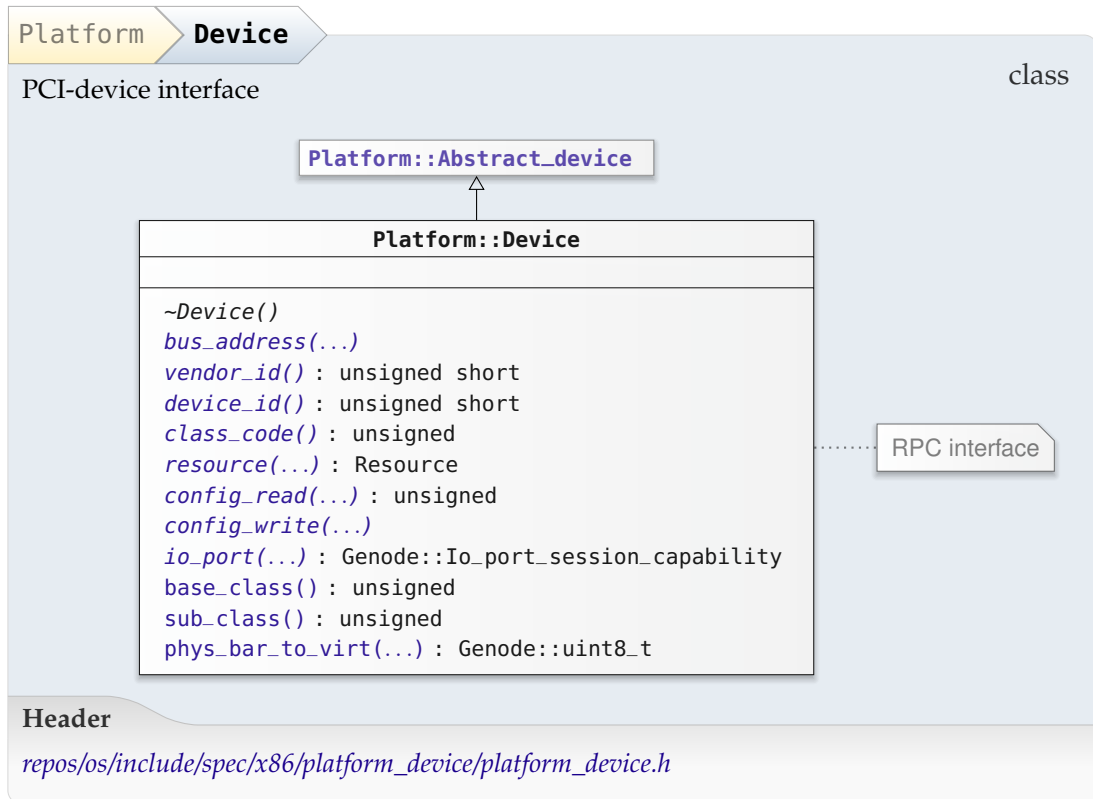 Platform Device
PCI-device interface
class
Platform::Abstract_device
Platform::Device
~Device()
bus_address(...)
vendor_id() : unsigned short
device_id() : unsigned short
class_code() : unsigned
resource(...) : Resource
config_read(...) : unsigned
config_write(...)
io_port(...) : Genode::Io_port_session_capability
base_class() : unsigned
sub_class() : unsigned
phys_bar_to_virt(...) : Genode::uint8_t
RPC interface
Header
repos/os/include/spec/x86/platform_device/platform_device.h